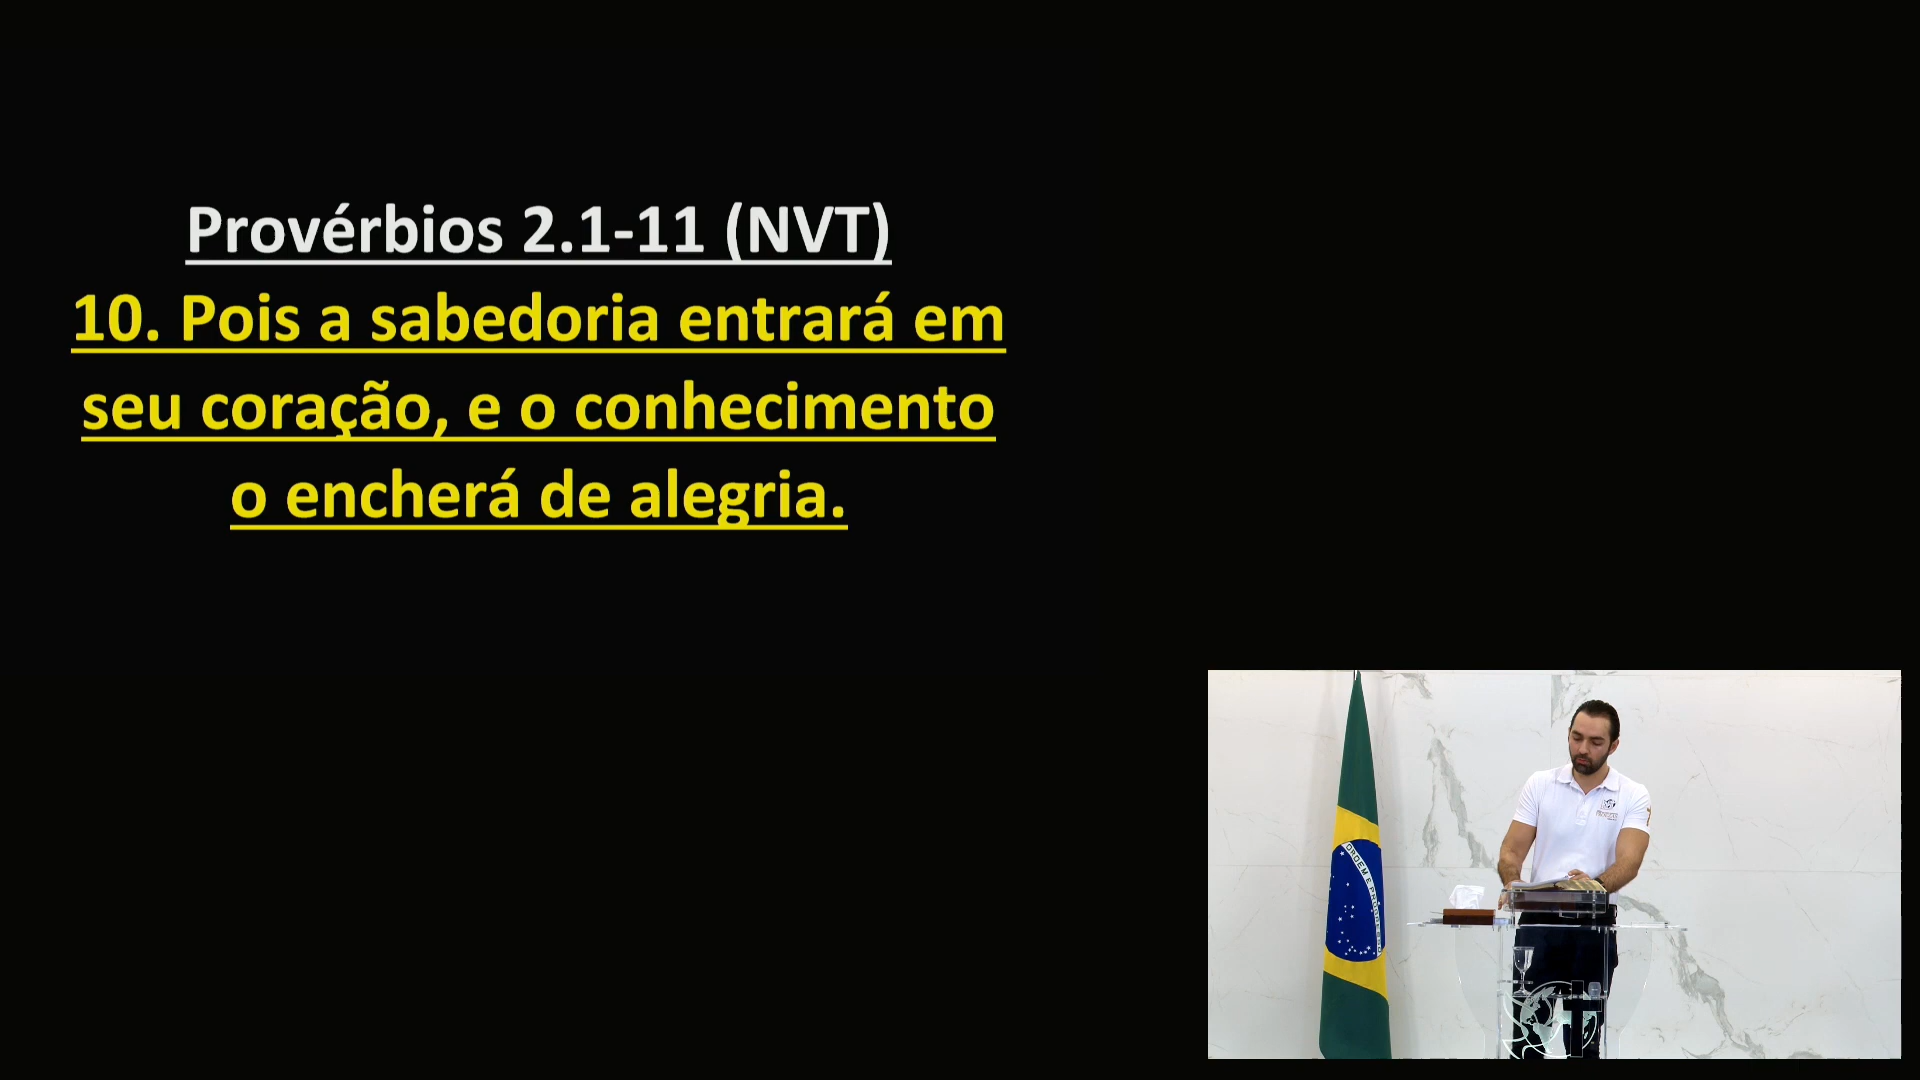 Provérbios 2.1-11 (NVT)
10. Pois a sabedoria entrará em
seu coração, e o conhecimento
o encherá de alegria.